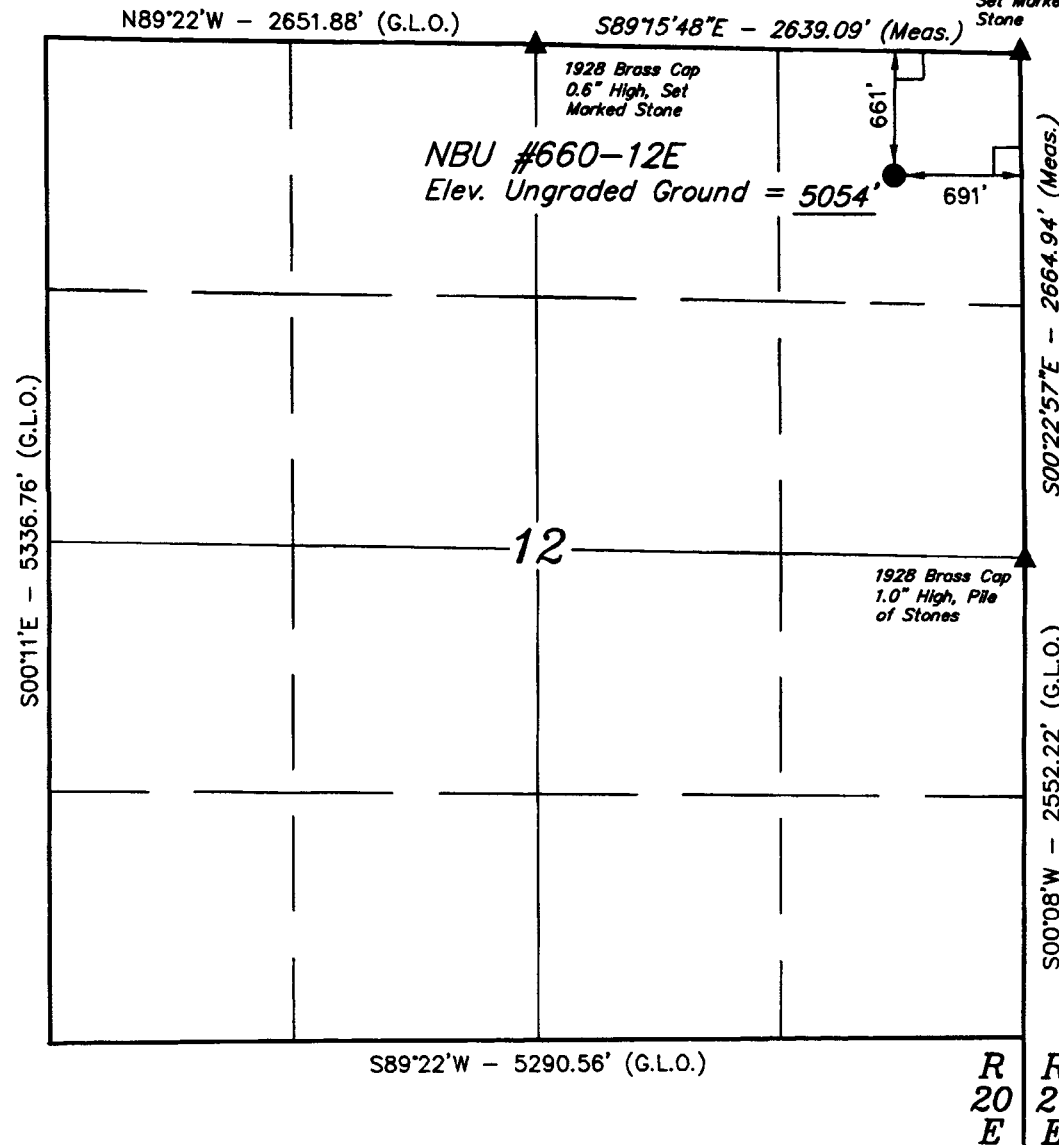 Set Marke
Stone
N89°22'W – 2651.88' (G.L.O.)
S89°15'48"E – 2639.09' (Meas.)
1928 Brass Cap
0.6" High, Set
Marked Stone
661'
NBU #660-12E
Elev. Ungraded Ground = 5054'
691'
S00°22'57"E – 2664.94' (Meas.)
S00°11'E – 5336.76' (G.L.O.)
12
1928 Brass Cap
1.0" High, Pile
of Stones
S00°08'W – 2552.22' (G.L.O.)
S89°22'W – 5290.56' (G.L.O.)
R
20
E
R
2
E